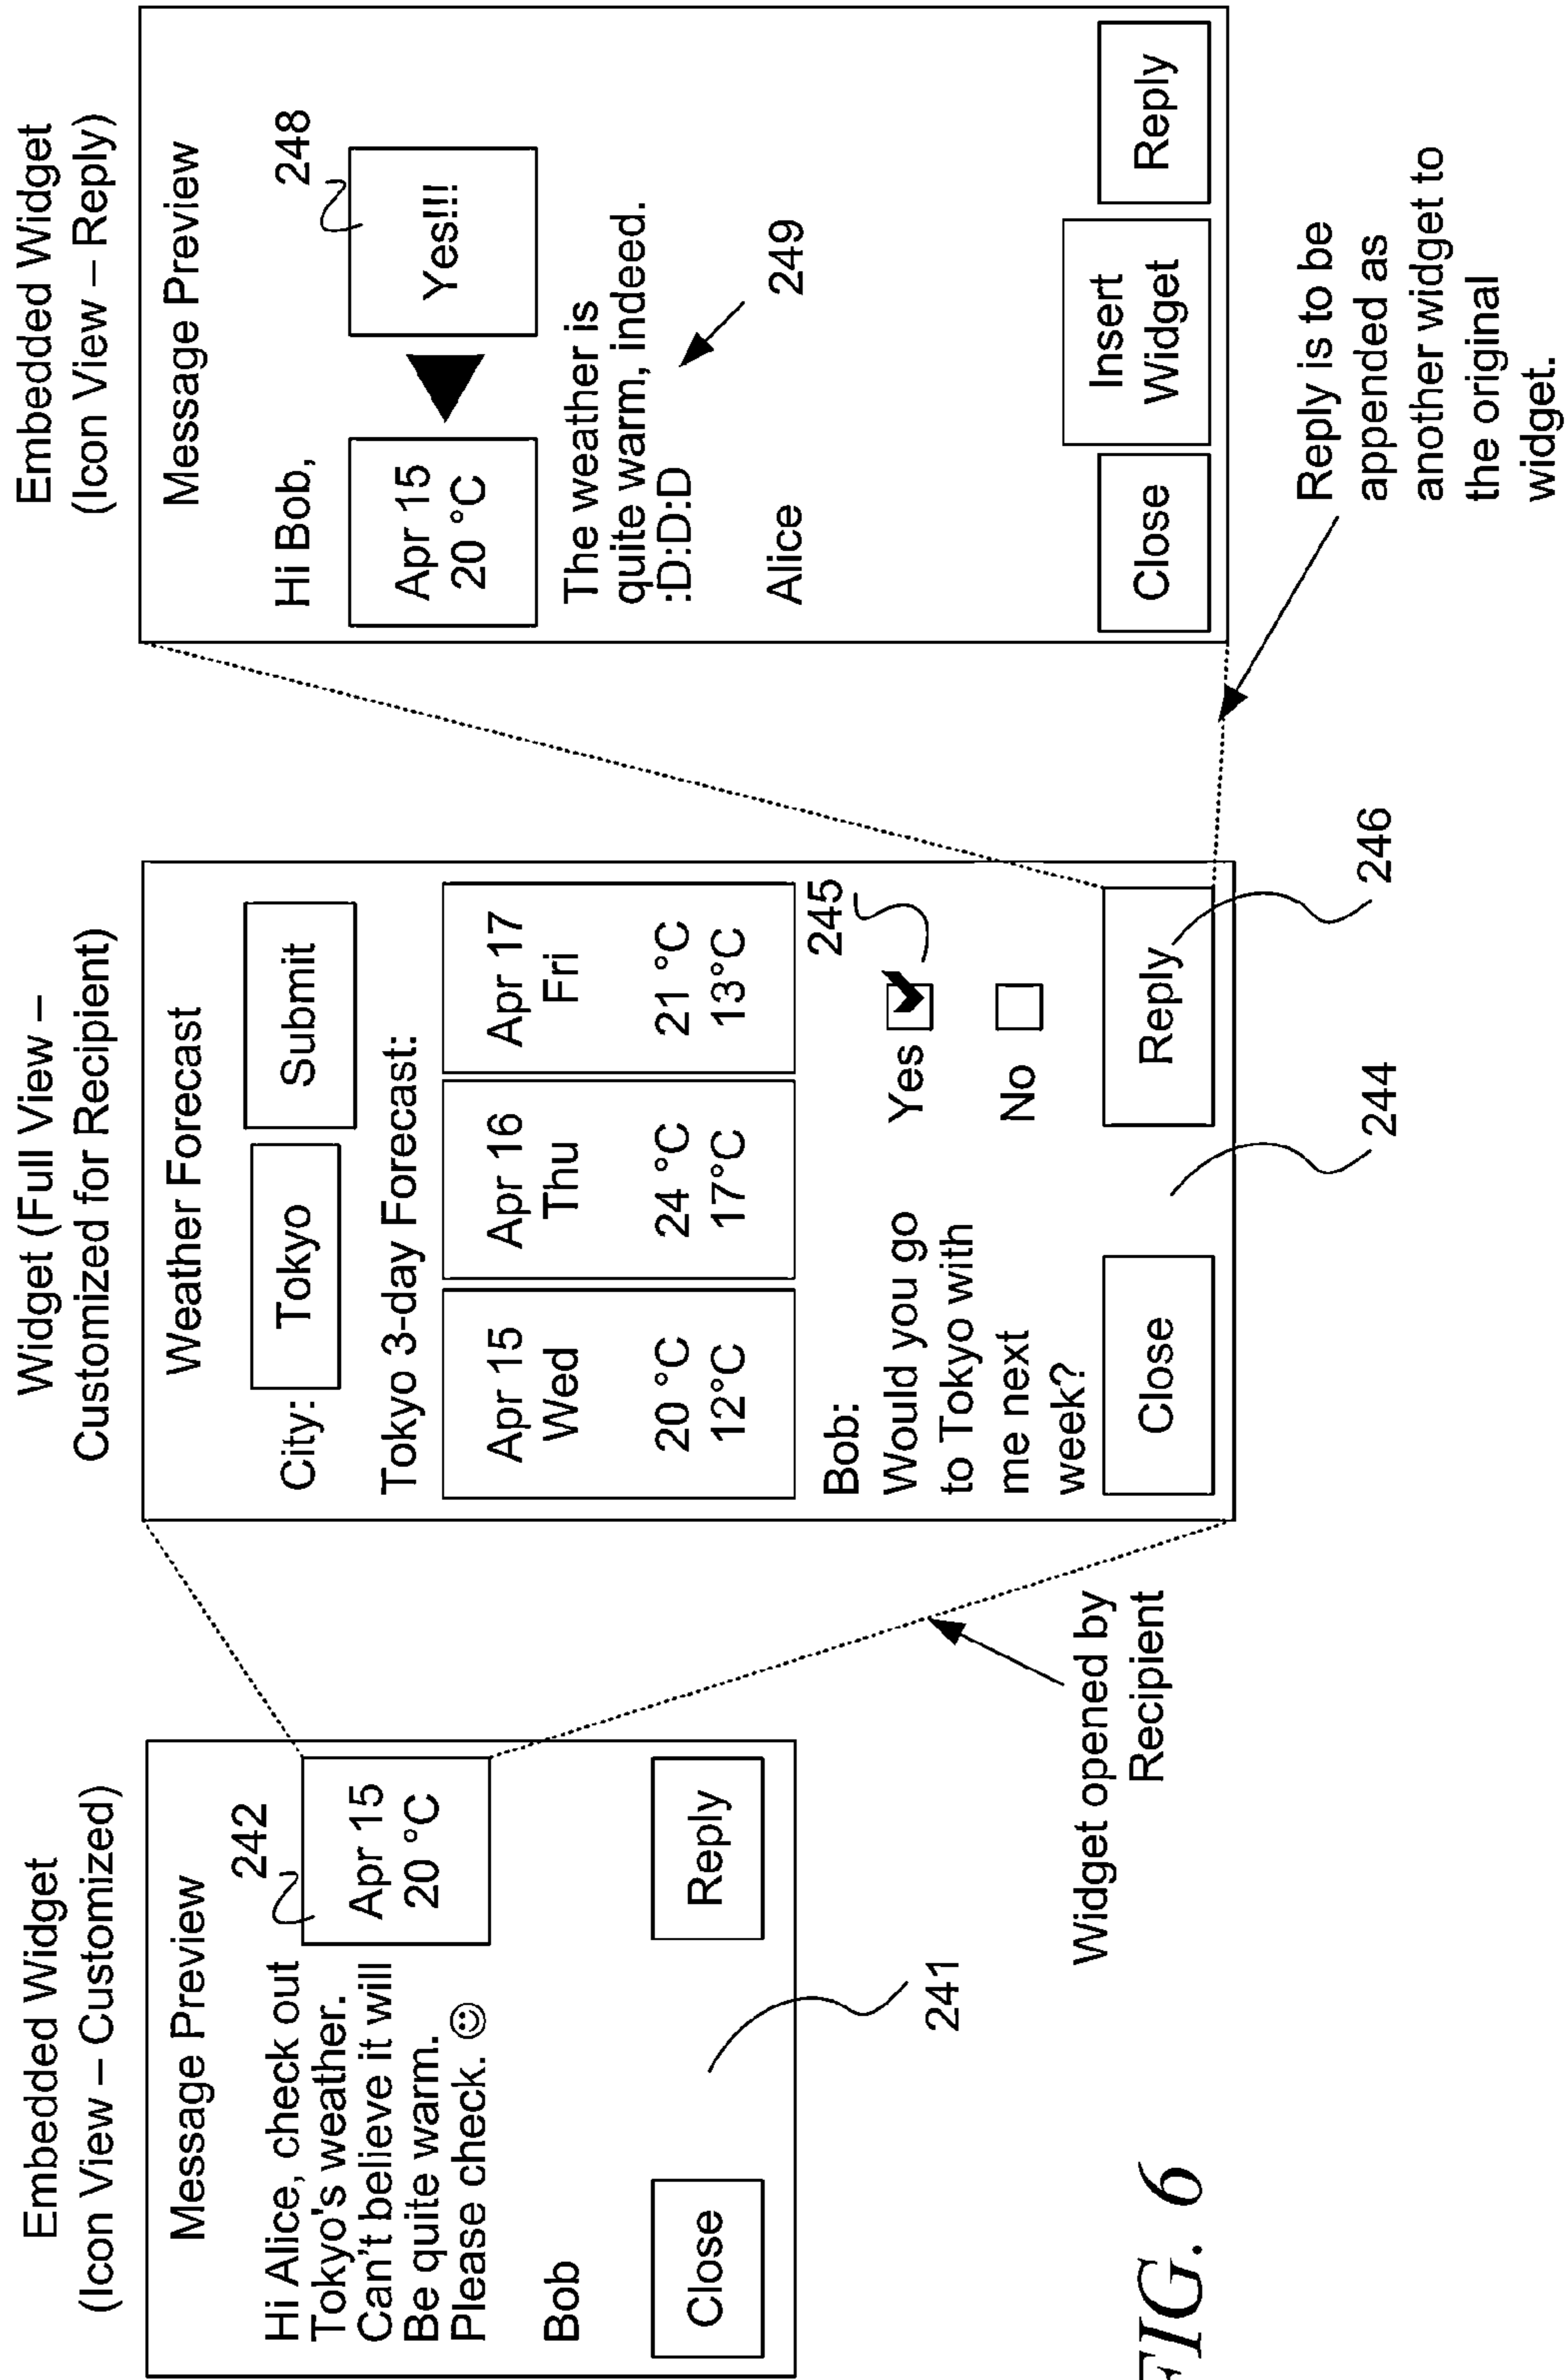 Embedded Widget
(Icon View – Customized)
Message Preview
242
Hi Alice, check out
Tokyo's weather.
Can't believe it will
Be quite warm.
Please check. ☺
Apr 15
20 °C
Bob
Close
Reply
241
Widget opened by
Recipient
Widget (Full View –
Customized for Recipient)
Weather Forecast
City: Tokyo Submit
Tokyo 3-day Forecast:
Apr 15
Wed
20 °C
12°C
Apr 16
Thu
24 °C
17°C
Apr 17
Fri
21 °C
13°C
Bob:
Would you go
to Tokyo with
me next
week?
245
Yes
No
Close
Reply
244
246
Embedded Widget
(Icon View – Reply)
Message Preview
Hi Bob,
248
Apr 15
20 °C
Yes!!!
The weather is
quite warm, indeed.
:D:D:D
249
Alice
Close
Insert
Widget
Reply
Reply is to be
appended as
another widget to
the original
widget.
FIG. 6